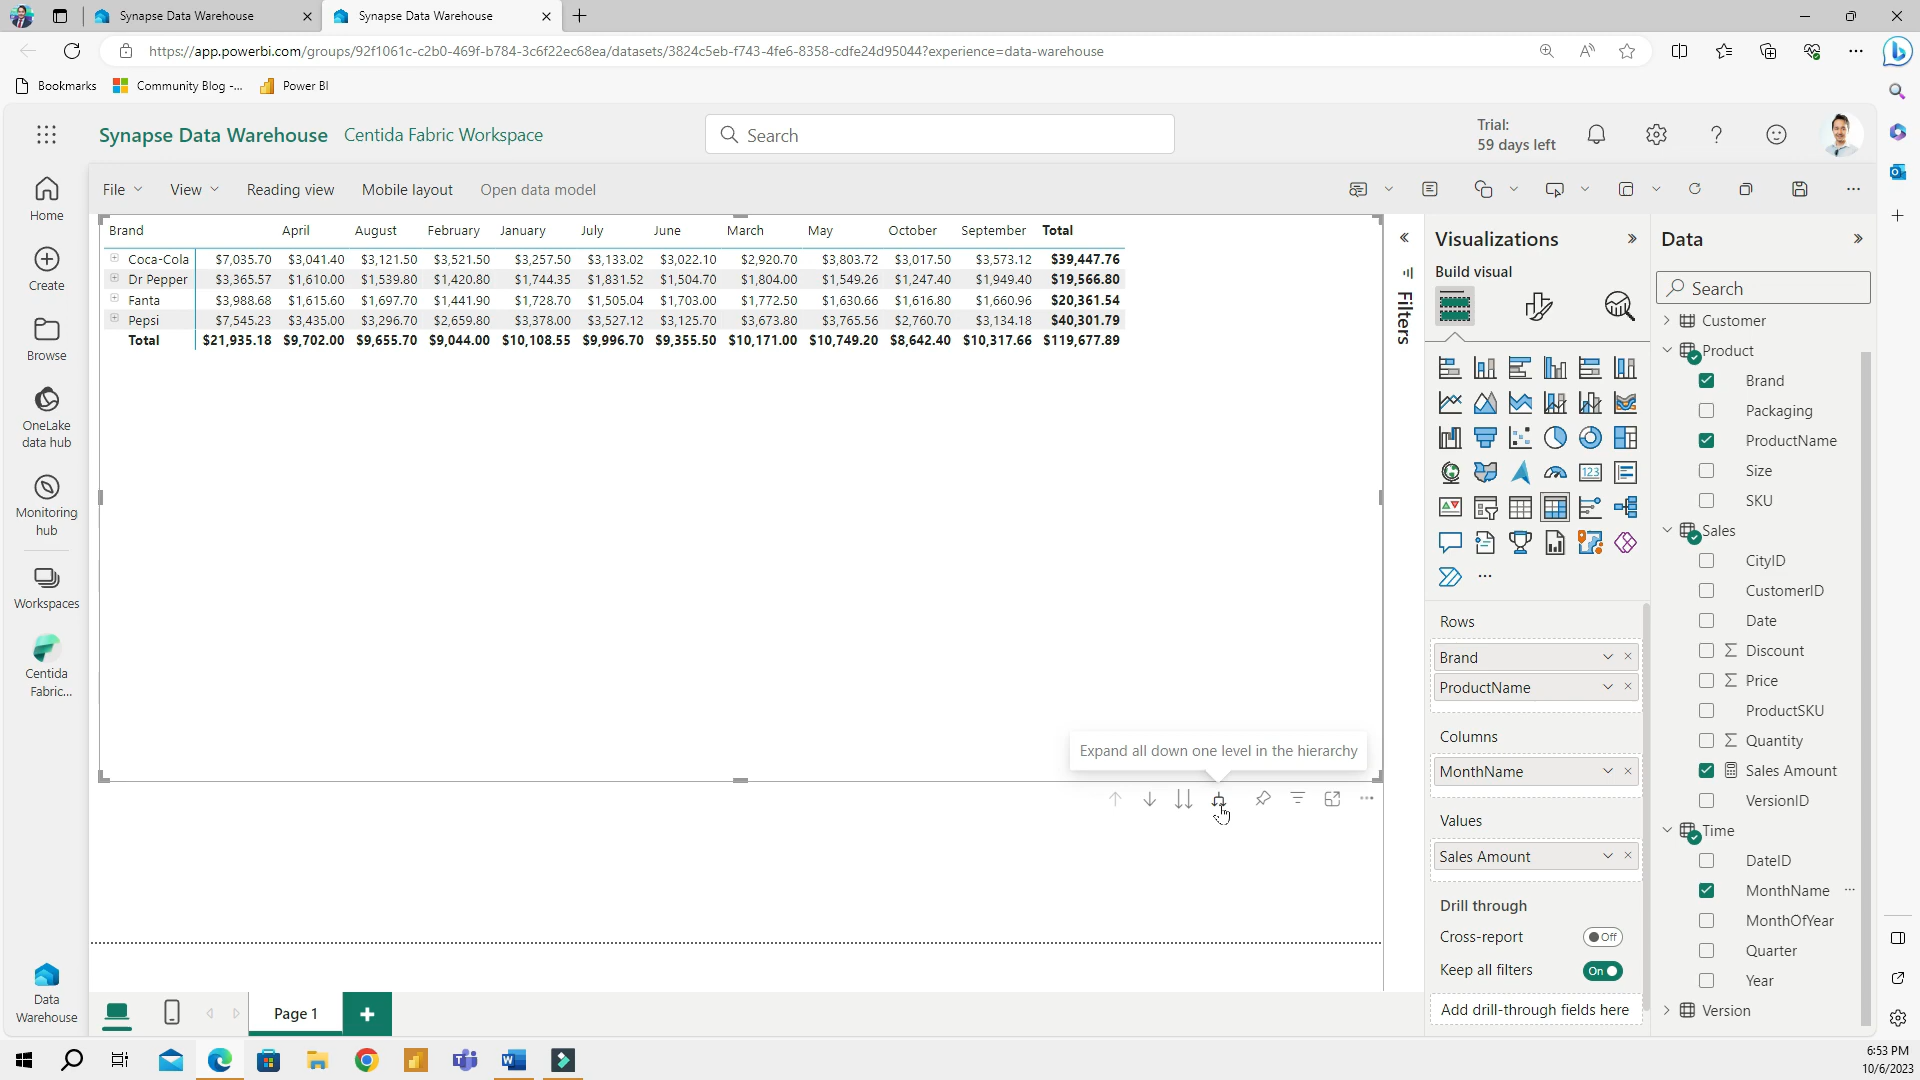 Synapse Data Warehouse
Synapse Data Warehouse
https://app.powerbi.com/groups/92f1061c-c2b0-469f-b784-3c6f22ec68ea/datasets/3824c5eb-f743-4fe6-8358-cdfe24d95044?experience=data-warehouse
Bookmarks Community Blog -... Power BI
Synapse Data Warehouse Centida Fabric Workspace
Search
Trial:
59 days left
File View Reading view Mobile layout Open data model
Home
Create
Browse
OneLake
data hub
Monitoring
hub
Workspaces
Centida
Fabric...
Data
Warehouse
Brand April August February January July June March May October September Total
Coca-Cola $7,035.70 $3,041.40 $3,121.50 $3,521.50 $3,257.50 $3,133.02 $3,022.10 $2,920.70 $3,803.72 $3,017.50 $3,573.12 $39,447.76
Dr Pepper $3,365.57 $1,610.00 $1,539.80 $1,420.80 $1,744.35 $1,831.52 $1,504.70 $1,804.00 $1,549.26 $1,247.40 $1,949.40 $19,566.80
Fanta $3,988.68 $1,615.60 $1,697.70 $1,441.90 $1,728.70 $1,505.04 $1,703.00 $1,772.50 $1,630.66 $1,616.80 $1,660.96 $20,361.54
Pepsi $7,545.23 $3,435.00 $3,296.70 $2,659.80 $3,378.00 $3,527.12 $3,125.70 $3,673.80 $3,765.56 $2,760.70 $3,134.18 $40,301.79
Total $21,935.18 $9,702.00 $9,655.70 $9,044.00 $10,108.55 $9,996.70 $9,355.50 $10,171.00 $10,749.20 $8,642.40 $10,317.66 $119,677.89
Expand all down one level in the hierarchy
Page 1
Filters
Visualizations
Build visual
123
Rows
Brand
ProductName
Columns
MonthName
Values
Sales Amount
Drill through
Cross-report Off
Keep all filters On
Add drill-through fields here
Data
Search
Customer
Product
Brand
Packaging
ProductName
Size
SKU
Sales
CityID
CustomerID
Date
Discount
Price
ProductSKU
Quantity
Sales Amount
VersionID
Time
DateID
MonthName
MonthOfYear
Quarter
Year
Version
6:53 PM
10/6/2023